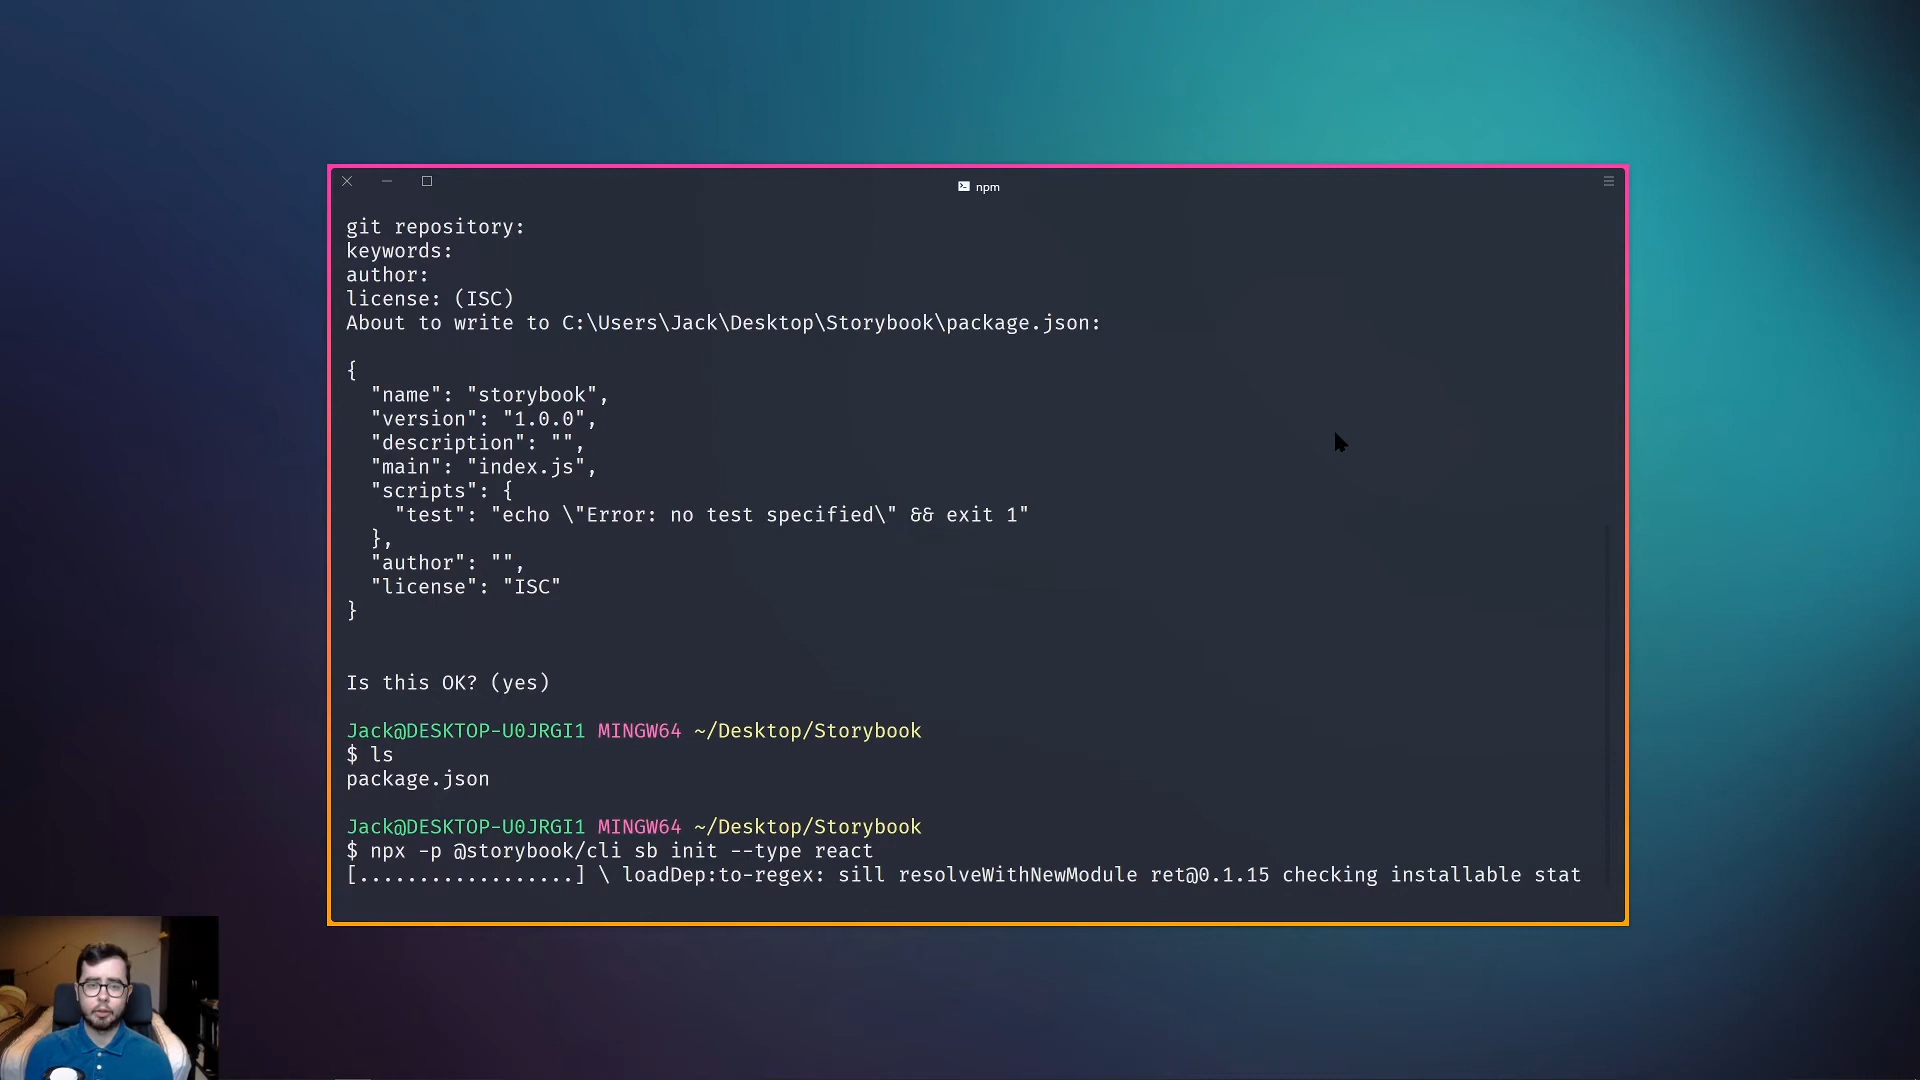 npm
git repository:
keywords:
author:
license: (ISC)
About to write to C:\Users\Jack\Desktop\Storybook\package.json:
{
"name": "storybook",
"version": "1.0.0",
"description": "",
"main": "index.js",
"scripts": {
"test": "echo \"Error: no test specified\" && exit 1"
},
"author": "",
"license": "ISC"
}
Is this OK? (yes)
Jack@DESKTOP-U0JRGI1 MINGW64 ~/Desktop/Storybook
$ ls
package.json
Jack@DESKTOP-U0JRGI1 MINGW64 ~/Desktop/Storybook
$ npx -p @storybook/cli sb init --type react
[..................] \ loadDep:to-regex: sill resolveWithNewModule ret@0.1.15 checking installable stat